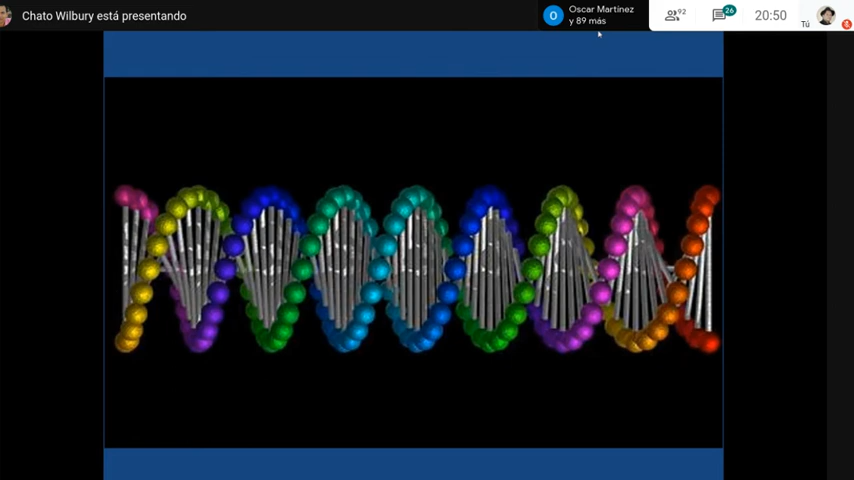 Chato Wilbury está presentando
O
Oscar Martinez
y 89 más
92
26
20:50
Tú